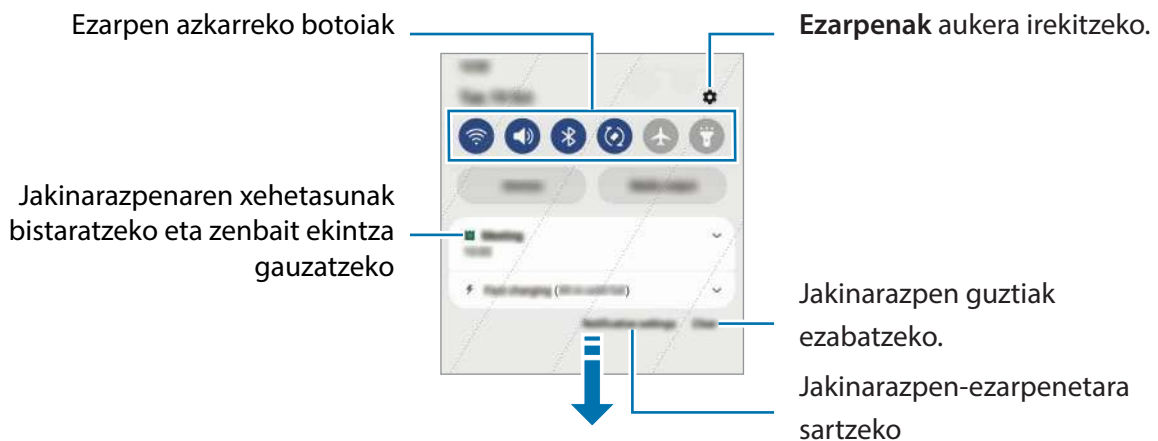 Ezarpen azkarreko botoiak
Ezarpenak aukera irekitzeko.
Jakinarazpenaren xehetasunak
bistaratzeko eta zenbait ekintza
gauzatzeko
Jakinarazpen guztiak
ezabatzeko.
Jakinarazpen-ezarpenetara
sartzeko